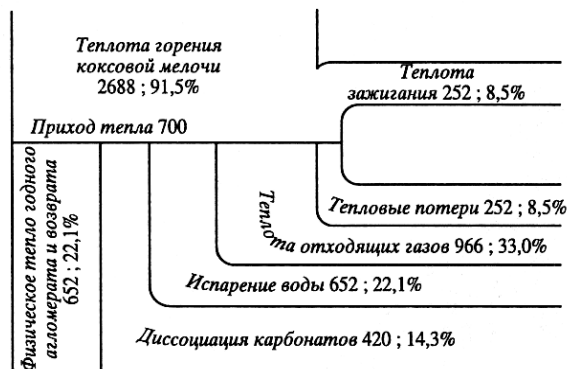 Теплота горения
коксовой мелочи
2688 ; 91,5%
Теплота
зажигания 252 ; 8,5%
Приход тепла 700
Физическое тепло годного
агломерата и возврата
652 ; 22,1%
Тепловые потери 252 ; 8,5%
Теплота отходящих газов 966 ; 33,0%
Испарение воды 652 ; 22,1%
Диссоциация карбонатов 420 ; 14,3%